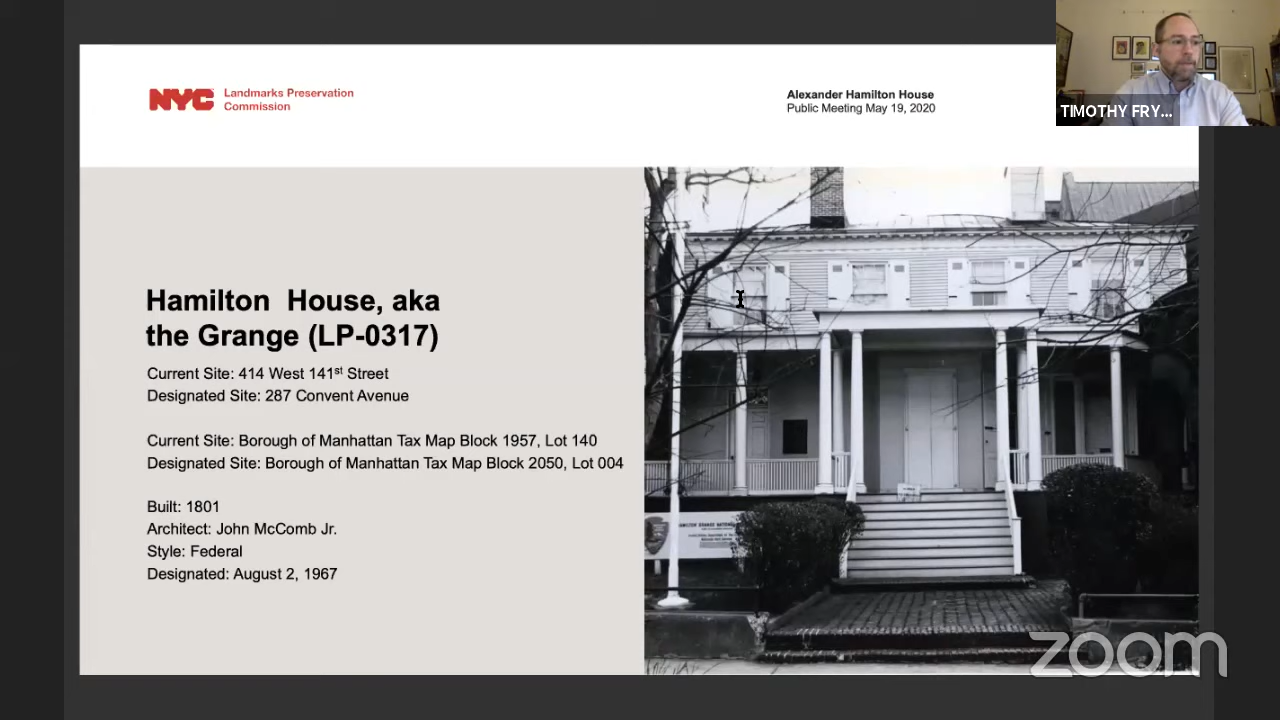 NYC
Landmarks Preservation
Commission
Alexander Hamilton House
Public Meeting May 19, 2020
TIMOTHY FRY...
Hamilton House, aka
the Grange (LP-0317)
Current Site: 414 West 141st Street
Designated Site: 287 Convent Avenue
Current Site: Borough of Manhattan Tax Map Block 1957, Lot 140
Designated Site: Borough of Manhattan Tax Map Block 2050, Lot 004
Built: 1801
Architect: John McComb Jr.
Style: Federal
Designated: August 2, 1967
zoom